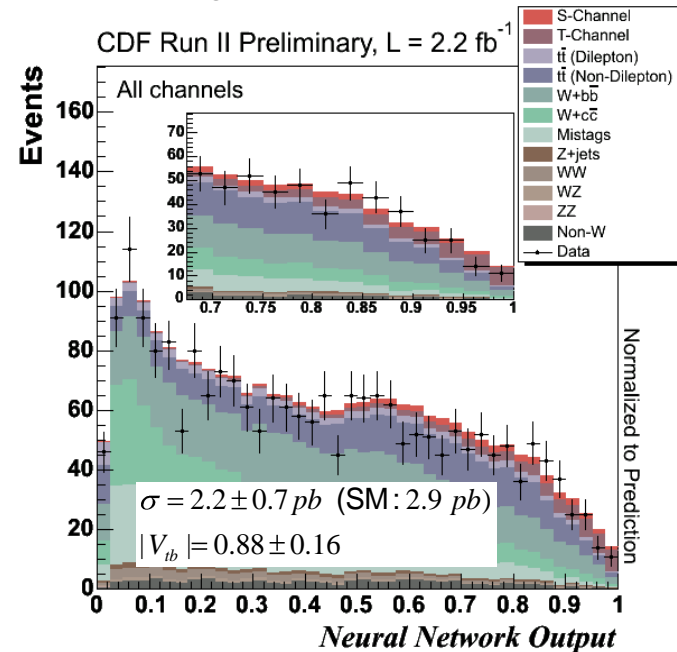 CDF Run II Preliminary, L = 2.2 fb⁻¹
S-Channel
T-Channel
tt̄ (Dilepton)
tt̄ (Non-Dilepton)
W+bb̄
W+cc̄
Mistags
Z+jets
WW
WZ
ZZ
Non-W
Data
All channels
Events
160
140
120
100
80
60
40
20
0
70
60
50
40
30
20
10
0
0.7 0.75 0.8 0.85 0.9 0.95 1
σ = 2.2 ± 0.7 pb (SM : 2.9 pb)
| V_tb |= 0.88 ± 0.16
0 0.1 0.2 0.3 0.4 0.5 0.6 0.7 0.8 0.9 1
Neural Network Output
Normalized to Prediction